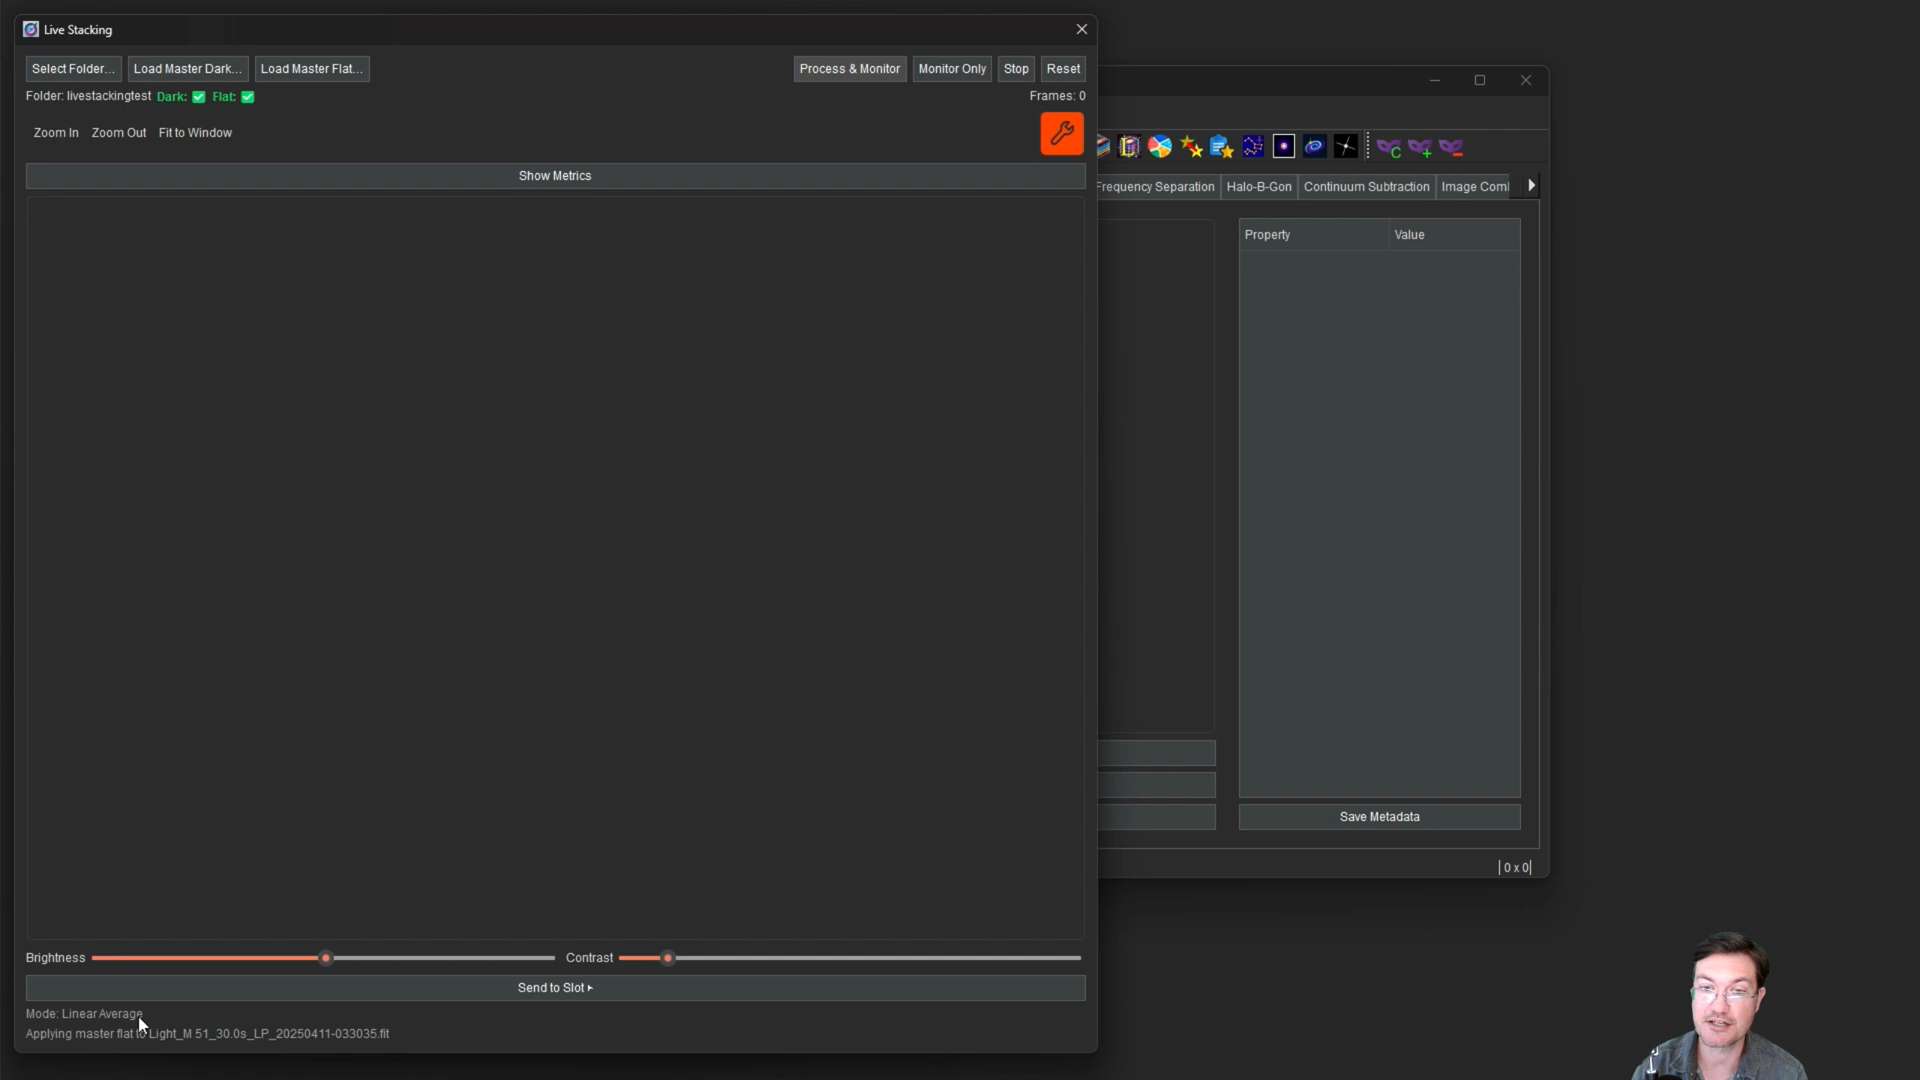 Live Stacking
Select Folder... Load Master Dark... Load Master Flat... Process & Monitor Monitor Only Stop Reset
Folder: livestackingtest Dark: ✅ Flat: ✅ Frames: 0
Zoom In Zoom Out Fit to Window
Show Metrics
Frequency Separation Halo-B-Gon Continuum Subtraction Image Com
Property Value
Save Metadata
0 x 0
Brightness Contrast
Send to Slot
Mode: Linear Average
Applying master flat to Light_M 51_30.0s_LP_20250411-033035.fit